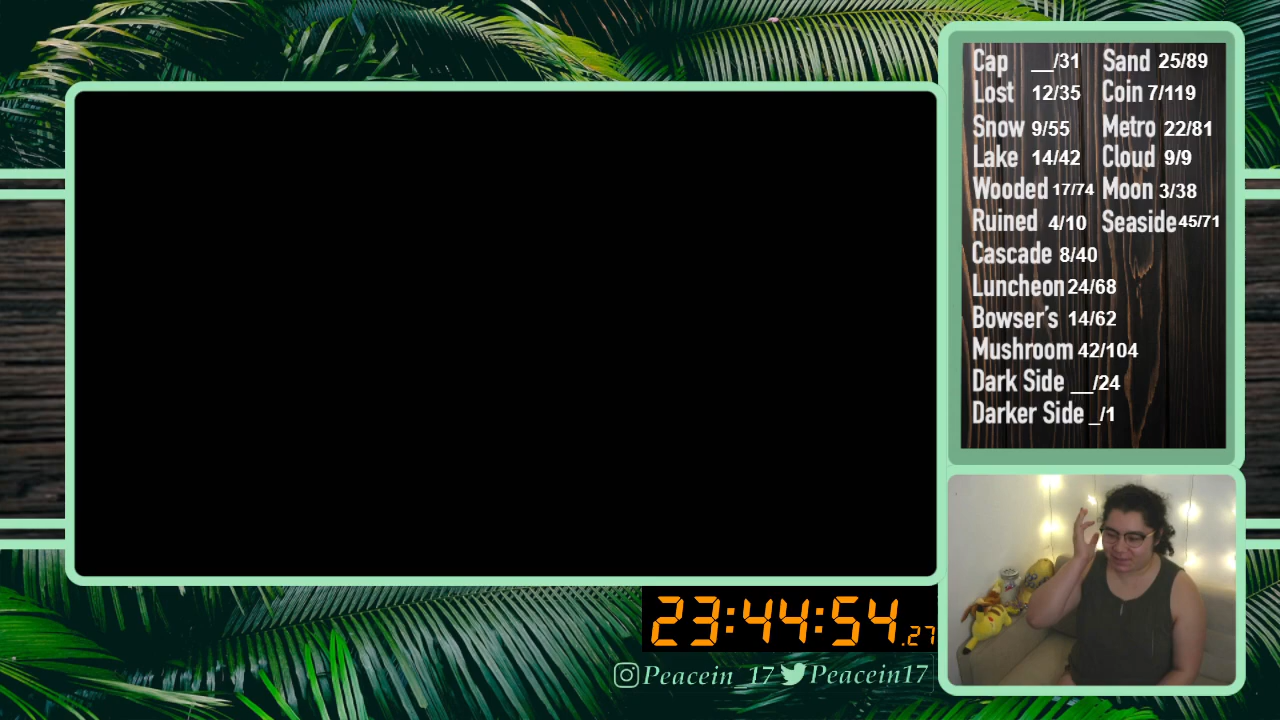 Cap __/31 Sand 25/89
Lost 12/35 Coin 7/119
Snow 9/55 Metro 22/81
Lake 14/42 Cloud 9/9
Wooded 17/74 Moon 3/38
Ruined 4/10 Seaside 45/71
Cascade 8/40
Luncheon 24/68
Bowser's 14/62
Mushroom 42/104
Dark Side __/24
Darker Side _/1
23:44:54.27
Peacein_17 Peacein17